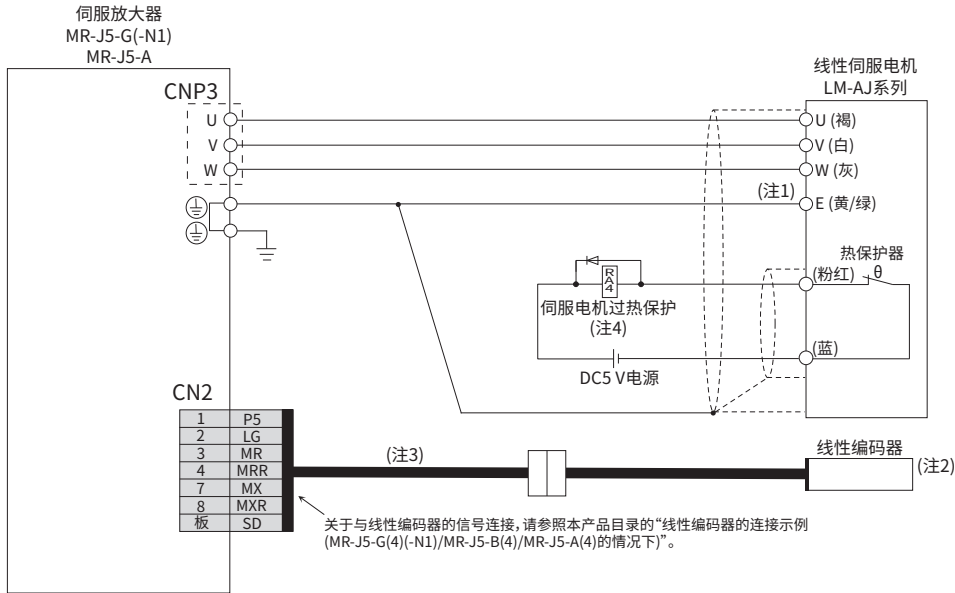 伺服放大器
MR-J5-G(-N1)
MR-J5-A
CNP3
U
V
W
线性伺服电机
LM-AJ系列
U (褐)
V (白)
W (灰)
(注1)
E (黄/绿)
热保护器
(粉红)
θ
RA4
伺服电机过热保护
(注4)
(蓝)
DC5 V电源
CN2
1 P5
2 LG
3 MR
4 MRR
7 MX
8 MXR
板 SD
(注3)
线性编码器
(注2)
关于与线性编码器的信号连接,请参照本产品目录的“线性编码器的连接示例
(MR-J5-G(4)(-N1)/MR-J5-B(4)/MR-J5-A(4)的情况下)”。